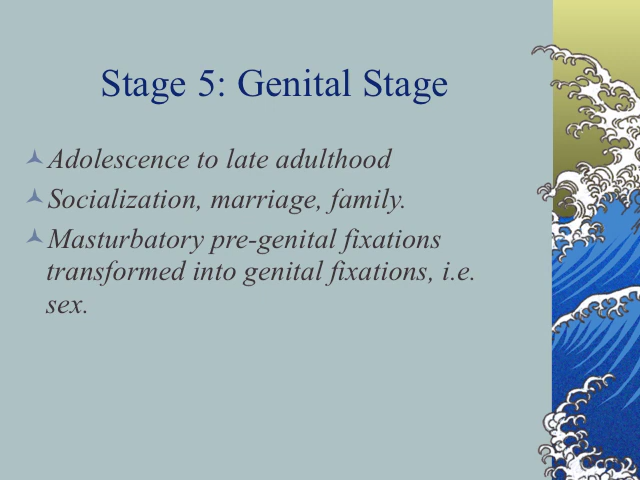 Stage 5: Genital Stage
Adolescence to late adulthood
Socialization, marriage, family.
Masturbatory pre-genital fixations
transformed into genital fixations, i.e.
sex.